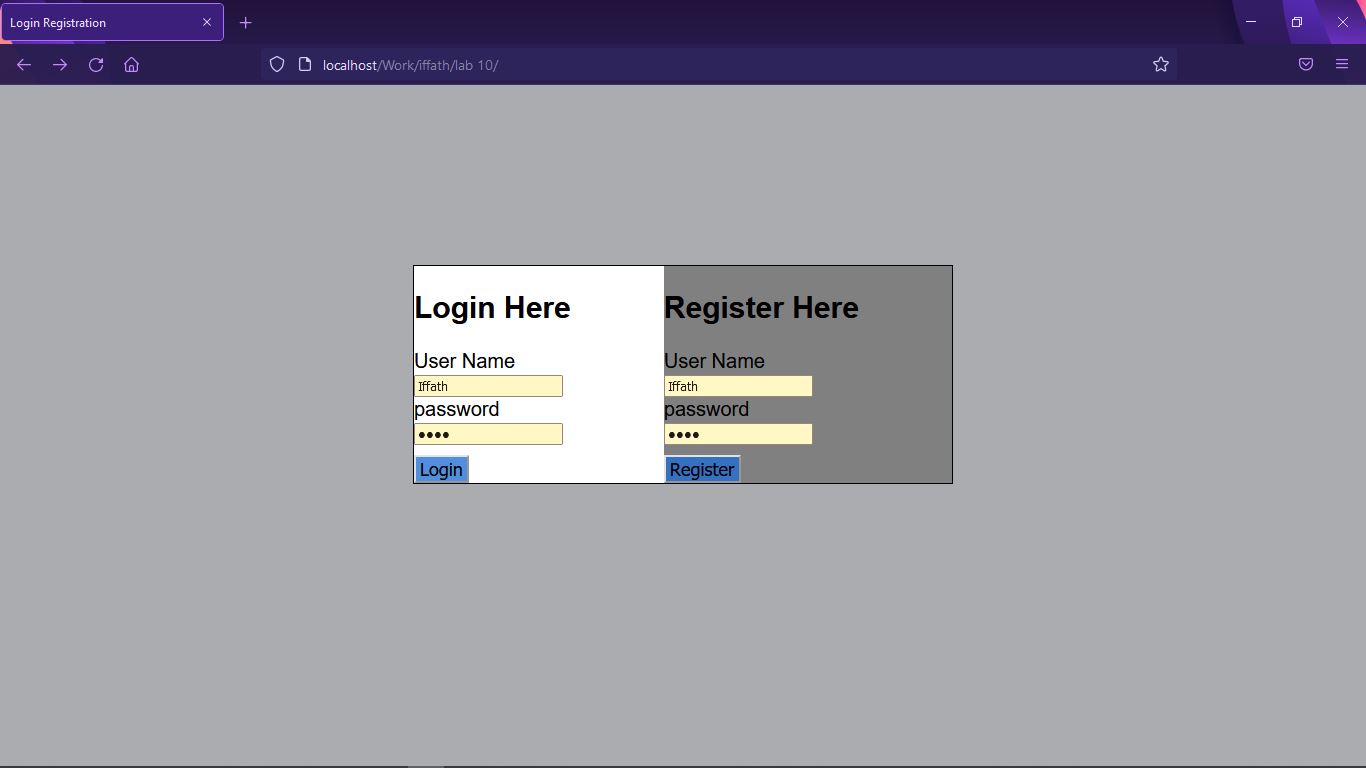 Login Registration
localhost/Work/iffath/lab 10/
Login Here
User Name
Iffath
password
••••
Login
Register Here
User Name
Iffath
password
••••
Register